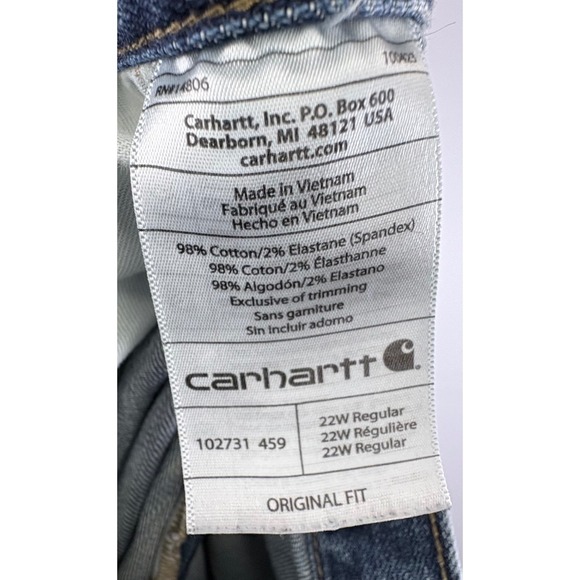 RN#14806
Carhartt, Inc. P.O. Box 600
Dearborn, MI 48121 USA
carhartt.com
Made in Vietnam
Fabriqué au Vietnam
Hecho en Vietnam
98% Cotton/2% Elastane (Spandex)
98% Coton/2% Élasthanne
98% Algodón/2% Elastano
Exclusive of trimming
Sans garniture
Sin incluir adorno
carhartt
102731 459
22W Regular
22W Régulière
22W Regular
ORIGINAL FIT